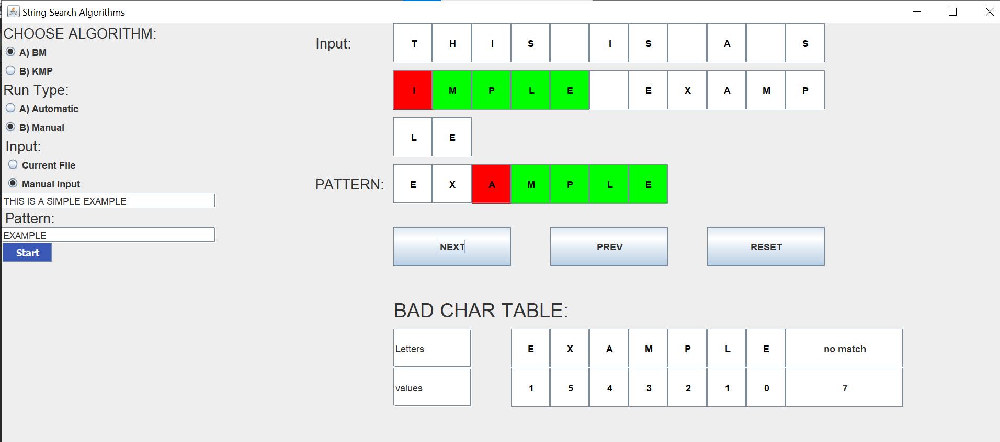 String Search Algorithms
CHOOSE ALGORITHM:
A) BM
B) KMP
Run Type:
A) Automatic
B) Manual
Input:
Current File
Manual Input
THIS IS A SIMPLE EXAMPLE
Pattern:
EXAMPLE
Start
Input: T H I S I S A S
I M P L E E X A M P
L E
PATTERN: E X A M P L E
NEXT PREV RESET
BAD CHAR TABLE:
Letters E X A M P L E no match
values 1 5 4 3 2 1 0 7